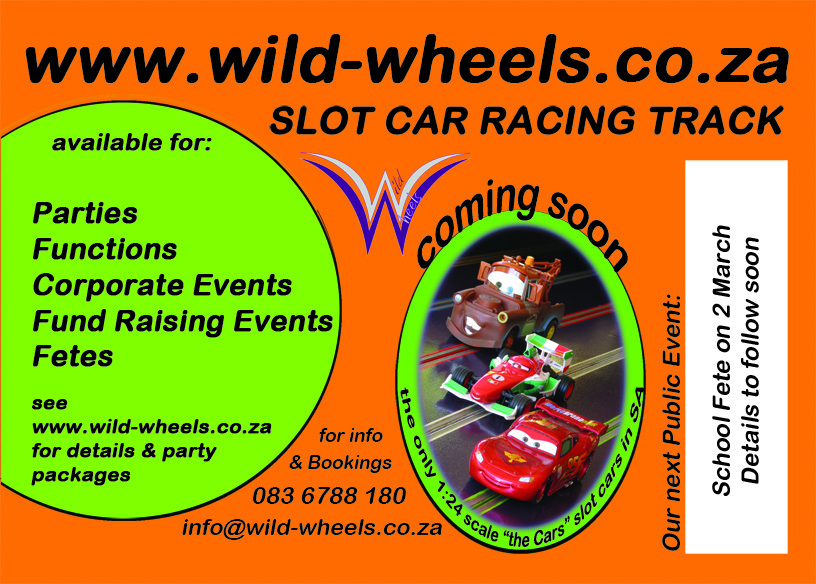 www.wild-wheels.co.za
SLOT CAR RACING TRACK
available for:
Parties
Functions
Corporate Events
Fund Raising Events
Fetes
see
www.wild-wheels.co.za
for details & party
packages
Wild
Wheels
coming soon
the only 1:24 scale "the Cars" slot cars in SA
for info
& Bookings
083 6788 180
info@wild-wheels.co.za
Our next Public Event:
School Fete on 2 March
Details to follow soon